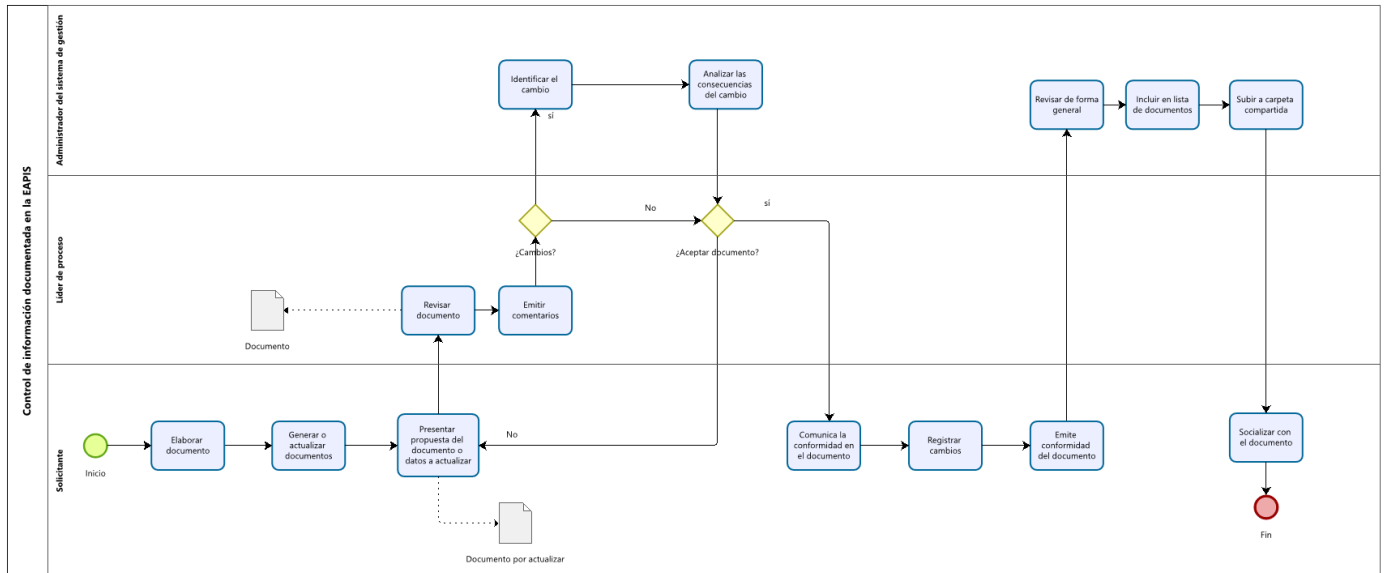 Control de información documentada en la EAPIS
Administrador del sistema de gestión
Identificar el
cambio
Analizar las
consecuencias
del cambio
sí
Revisar de forma
general
Incluir en lista
de documentos
Subir a carpeta
compartida
Líder de proceso
¿Cambios?
No
¿Aceptar documento?
sí
Revisar
documento
Emitir
comentarios
Documento
Solicitante
Inicio
Elaborar
documento
Generar o
actualizar
documentos
Presentar
propuesta del
documento o
datos a actualizar
No
Documento por actualizar
Comunica la
conformidad en
el documento
Registrar
cambios
Emite
conformidad
del documento
Socializar con
el documento
Fin